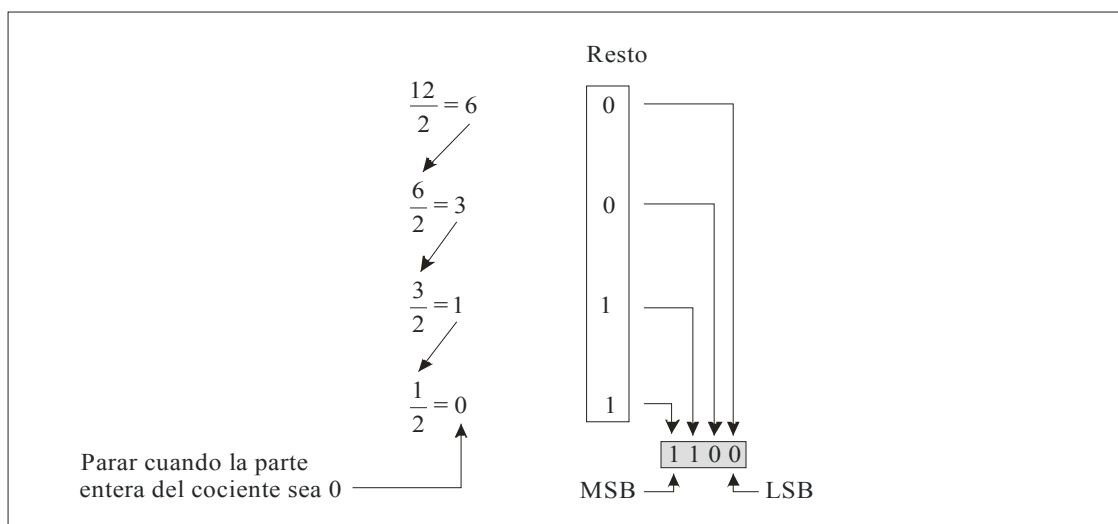 Resto
12/2 = 6
0
6/2 = 3
0
3/2 = 1
1
1/2 = 0
1
1 1 0 0
Parar cuando la parte
entera del cociente sea 0
MSB
LSB